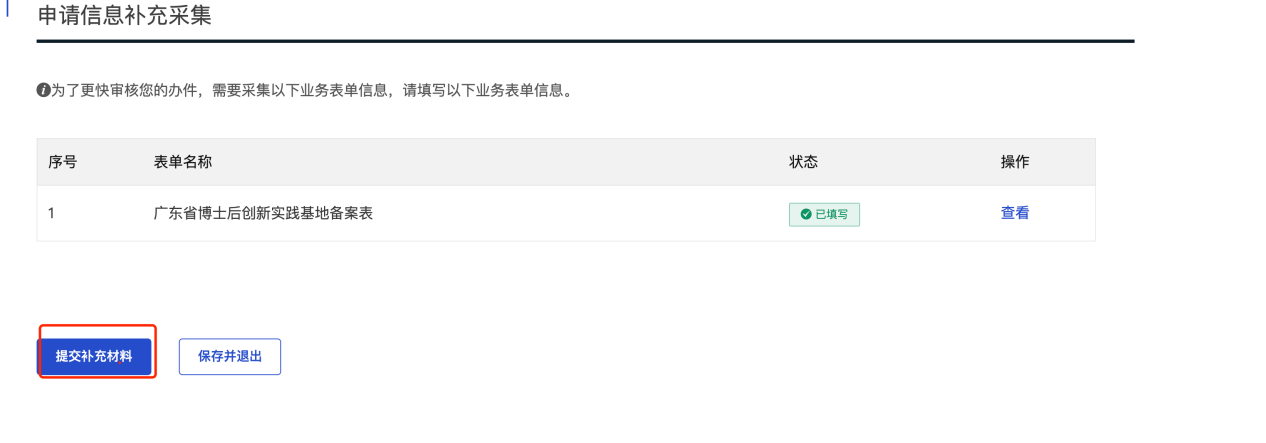 申请信息补充采集
为了更快审核您的办件，需要采集以下业务表单信息，请填写以下业务表单信息。
序号 表单名称 状态 操作
1 广东省博士后创新实践基地备案表 已填写 查看
提交补充材料 保存并退出